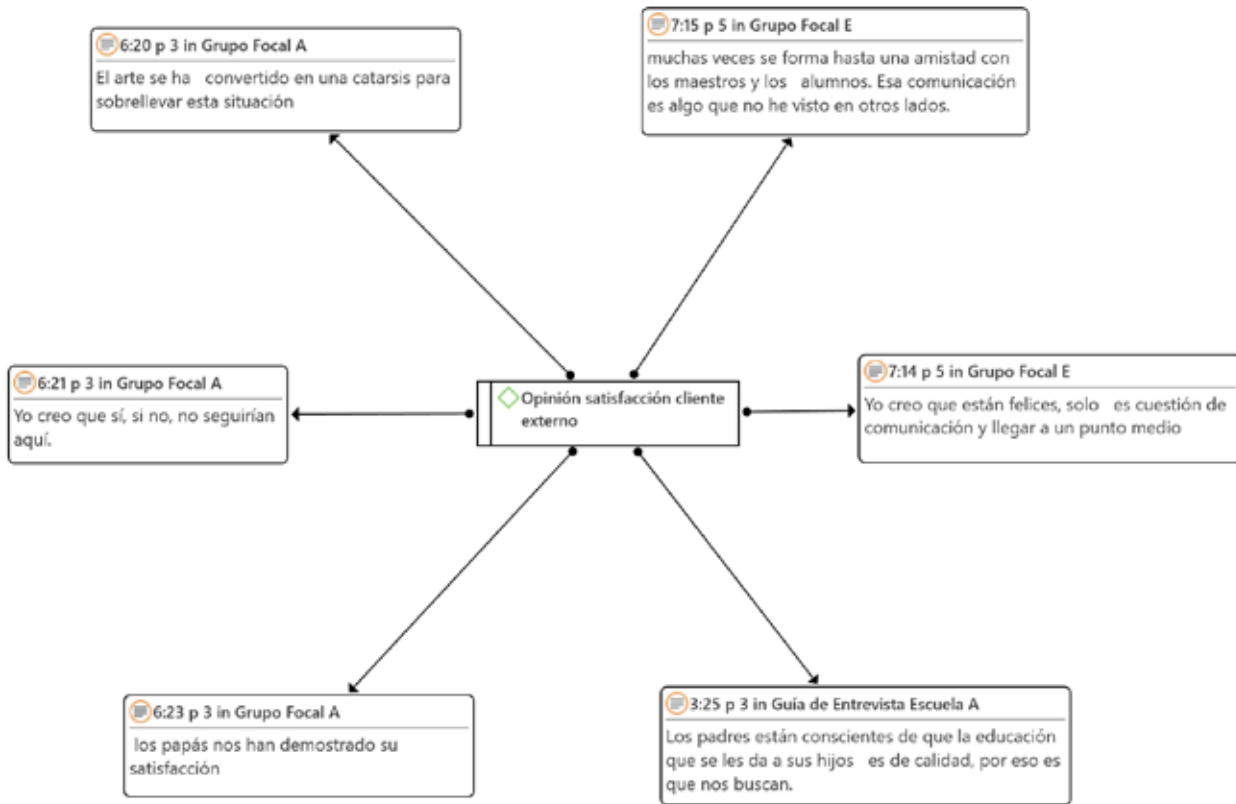 6:20 p 3 in Grupo Focal A
El arte se ha convertido en una catarsis para
sobrellevar esta situación
7:15 p 5 in Grupo Focal E
muchas veces se forma hasta una amistad con
los maestros y los alumnos. Esa comunicación
es algo que no he visto en otros lados.
6:21 p 3 in Grupo Focal A
Yo creo que sí, si no, no seguirían
aquí.
Opinión satisfacción cliente
externo
7:14 p 5 in Grupo Focal E
Yo creo que están felices, solo es cuestión de
comunicación y llegar a un punto medio
6:23 p 3 in Grupo Focal A
los papás nos han demostrado su
satisfacción
3:25 p 3 in Guía de Entrevista Escuela A
Los padres están conscientes de que la educación
que se les da a sus hijos es de calidad, por eso es
que nos buscan.